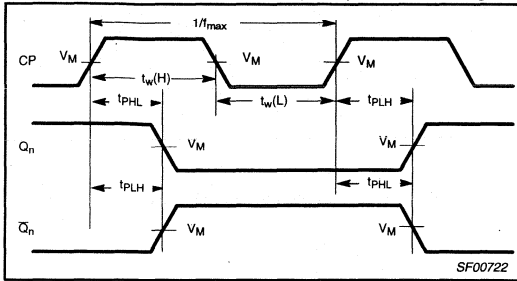 1/fmax
CP
VM
VM
VM
tw(H)
tw(L)
tPHL
tPLH
Qn
VM
VM
tPLH
tPHL
Q̅n
VM
VM
SF00722